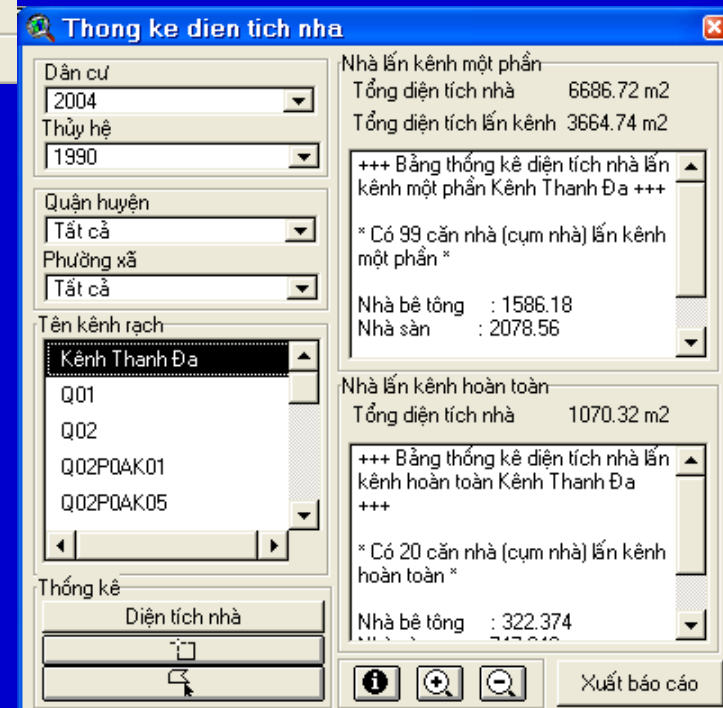 Thong ke dien tich nha
Dân cư
2004
Thủy hệ
1990
Quận huyện
Tất cả
Phường xã
Tất cả
Tên kênh rạch
Kênh Thanh Đa
Q01
Q02
Q02P0AK01
Q02P0AK05
Thống kê
Diện tích nhà
Nhà lấn kênh một phần
Tổng diện tích nhà 6686.72 m2
Tổng diện tích lấn kênh 3664.74 m2
+++ Bảng thống kê diện tích nhà lấn
kênh một phần Kênh Thanh Đa +++
* Có 99 căn nhà (cụm nhà) lấn kênh
một phần *
Nhà bê tông : 1586.18
Nhà sàn : 2078.56
Nhà lấn kênh hoàn toàn
Tổng diện tích nhà 1070.32 m2
+++ Bảng thống kê diện tích nhà lấn
kênh hoàn toàn Kênh Thanh Đa
+++
* Có 20 căn nhà (cụm nhà) lấn kênh
hoàn toàn *
Nhà bê tông : 322.374
Xuất báo cáo